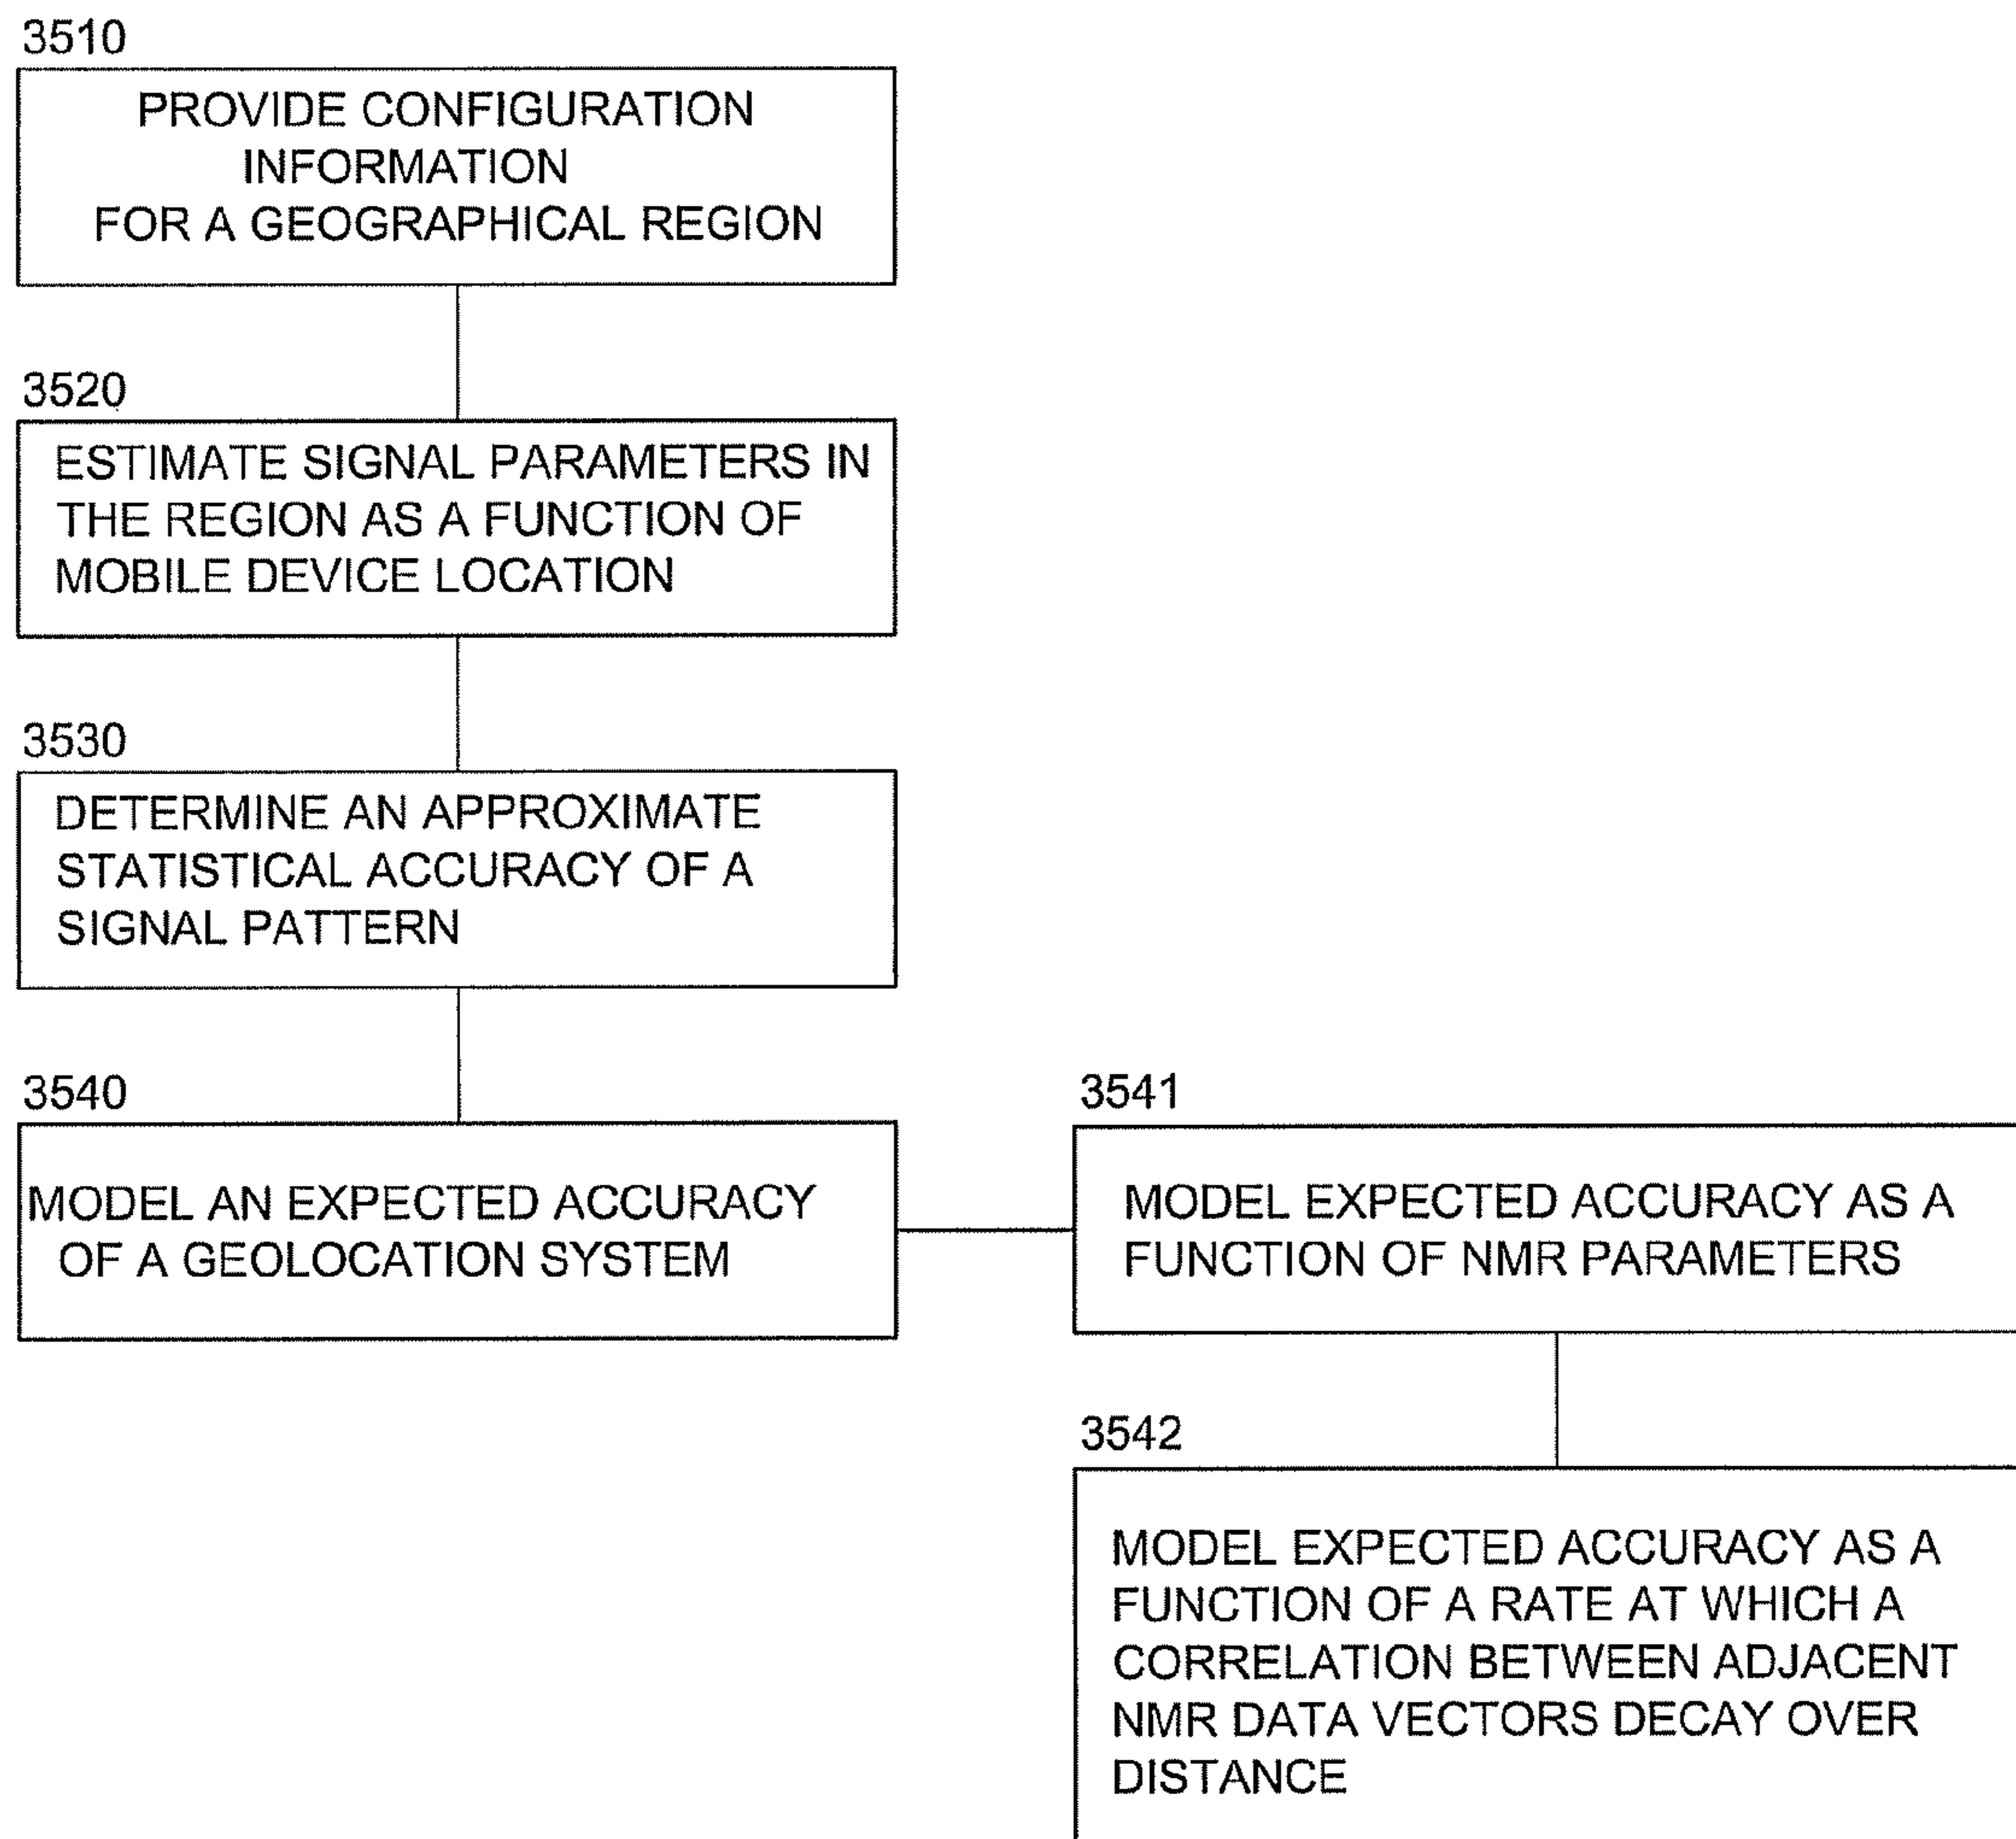 3510
PROVIDE CONFIGURATION
INFORMATION
FOR A GEOGRAPHICAL REGION
3520
ESTIMATE SIGNAL PARAMETERS IN
THE REGION AS A FUNCTION OF
MOBILE DEVICE LOCATION
3530
DETERMINE AN APPROXIMATE
STATISTICAL ACCURACY OF A
SIGNAL PATTERN
3540
MODEL AN EXPECTED ACCURACY
OF A GEOLOCATION SYSTEM
3541
MODEL EXPECTED ACCURACY AS A
FUNCTION OF NMR PARAMETERS
3542
MODEL EXPECTED ACCURACY AS A
FUNCTION OF A RATE AT WHICH A
CORRELATION BETWEEN ADJACENT
NMR DATA VECTORS DECAY OVER
DISTANCE